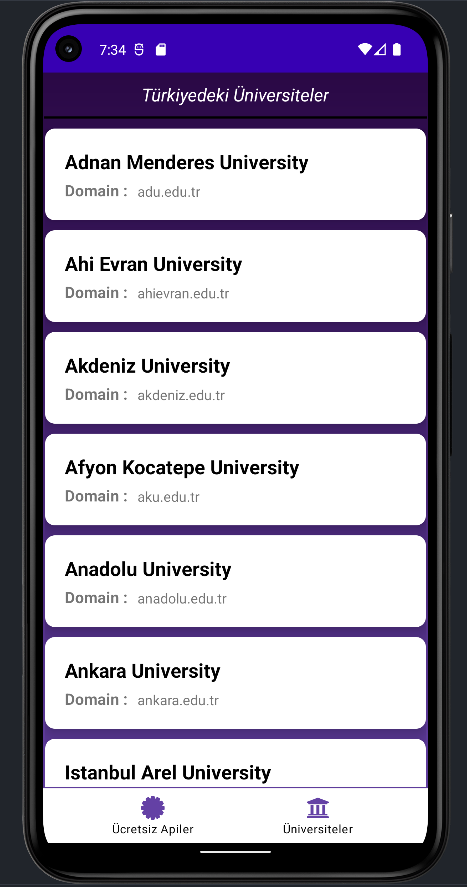 7:34
Türkiyedeki Üniversiteler
Adnan Menderes University
Domain : adu.edu.tr
Ahi Evran University
Domain : ahievran.edu.tr
Akdeniz University
Domain : akdeniz.edu.tr
Afyon Kocatepe University
Domain : aku.edu.tr
Anadolu University
Domain : anadolu.edu.tr
Ankara University
Domain : ankara.edu.tr
Istanbul Arel University
Ücretsiz Apiler Üniversiteler